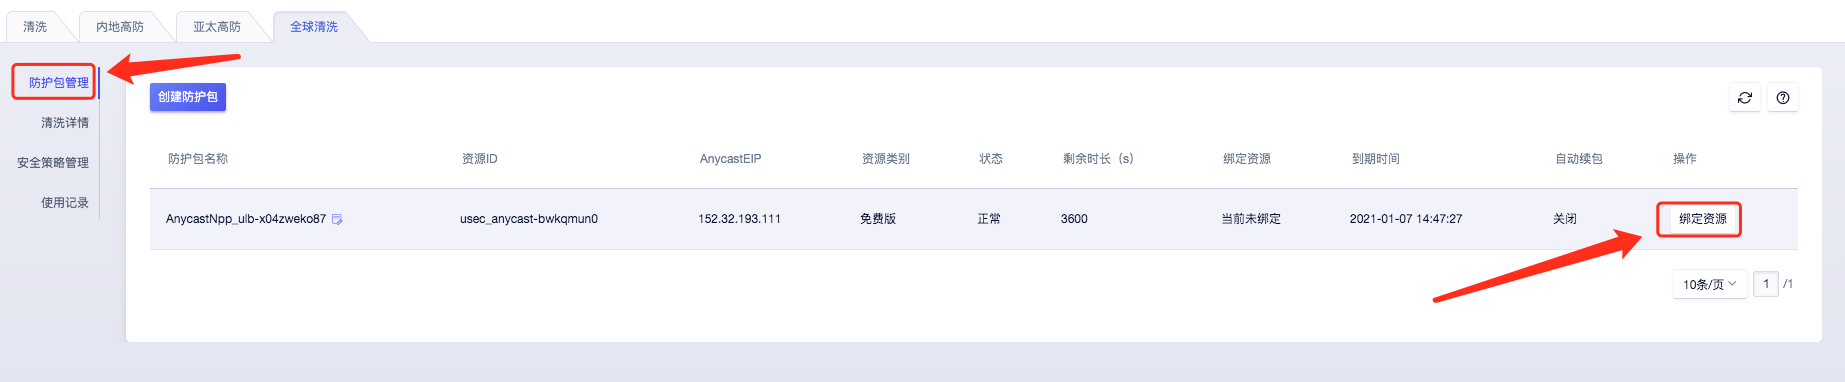 清洗 内地高防 亚太高防 全球清洗
防护包管理
清洗详情
安全策略管理
使用记录
创建防护包
防护包名称 资源ID AnycastEIP 资源类别 状态 剩余时长（s） 绑定资源 到期时间 自动续包 操作
AnycastNpp_ulb-x04zweko87 usec_anycast-bwkqmun0 152.32.193.111 免费版 正常 3600 当前未绑定 2021-01-07 14:47:27 关闭 绑定资源
10条/页 1 /1